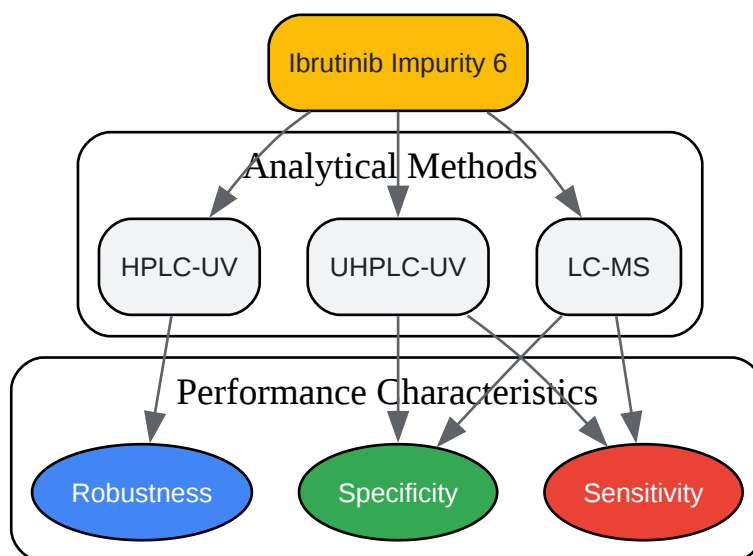 Ibrutinib Impurity 6
Analytical Methods
HPLC-UV
UHPLC-UV
LC-MS
Performance Characteristics
Robustness
Specificity
Sensitivity